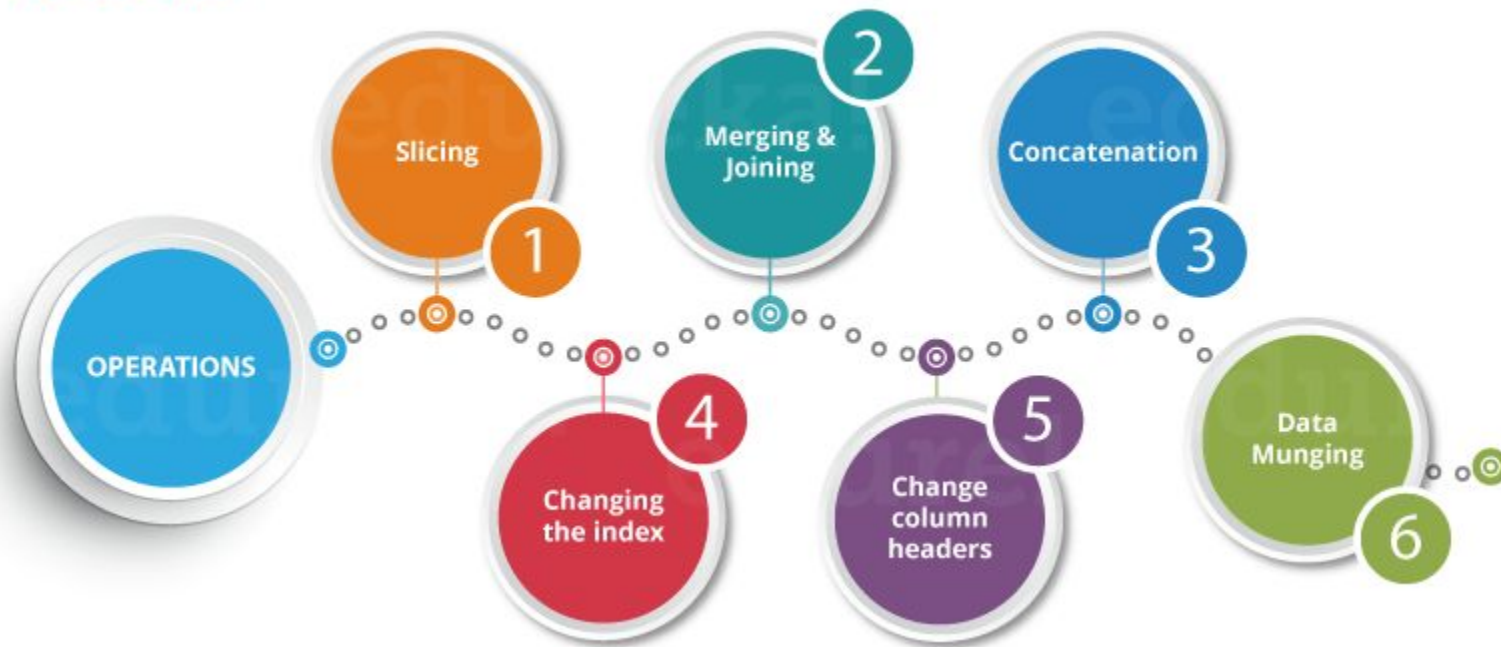 OPERATIONS
Slicing
1
Merging &
Joining
2
Concatenation
3
Changing
the index
4
Change
column
headers
5
Data
Munging
6